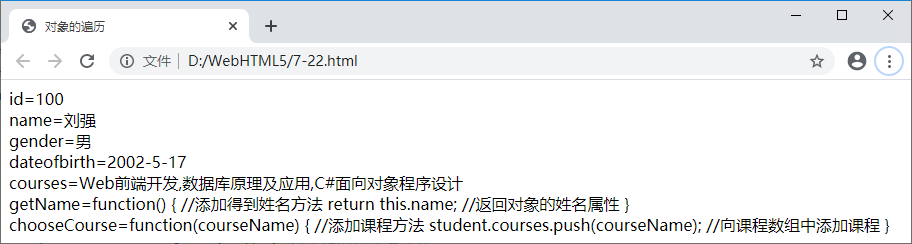 对象的遍历
文件 D:/WebHTML5/7-22.html
id=100
name=刘强
gender=男
dateofbirth=2002-5-17
courses=Web前端开发,数据库原理及应用,C#面向对象程序设计
getName=function() { //添加得到姓名方法 return this.name; //返回对象的姓名属性 }
chooseCourse=function(courseName) { //添加课程方法 student.courses.push(courseName); //向课程数组中添加课程 }